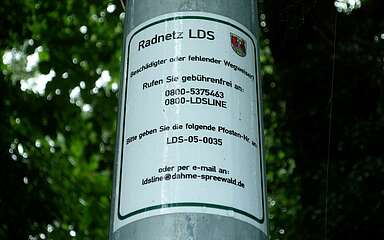 Radnetz LDS
Beschädigter oder fehlender Wegweiser?
Rufen Sie gebührenfrei an:
0800-5375463
0800-LDSLINE
Bitte geben Sie die folgende Pfosten-Nr. an:
LDS-05-0035
oder per e-mail an:
ldsline@dahme-spreewald.de